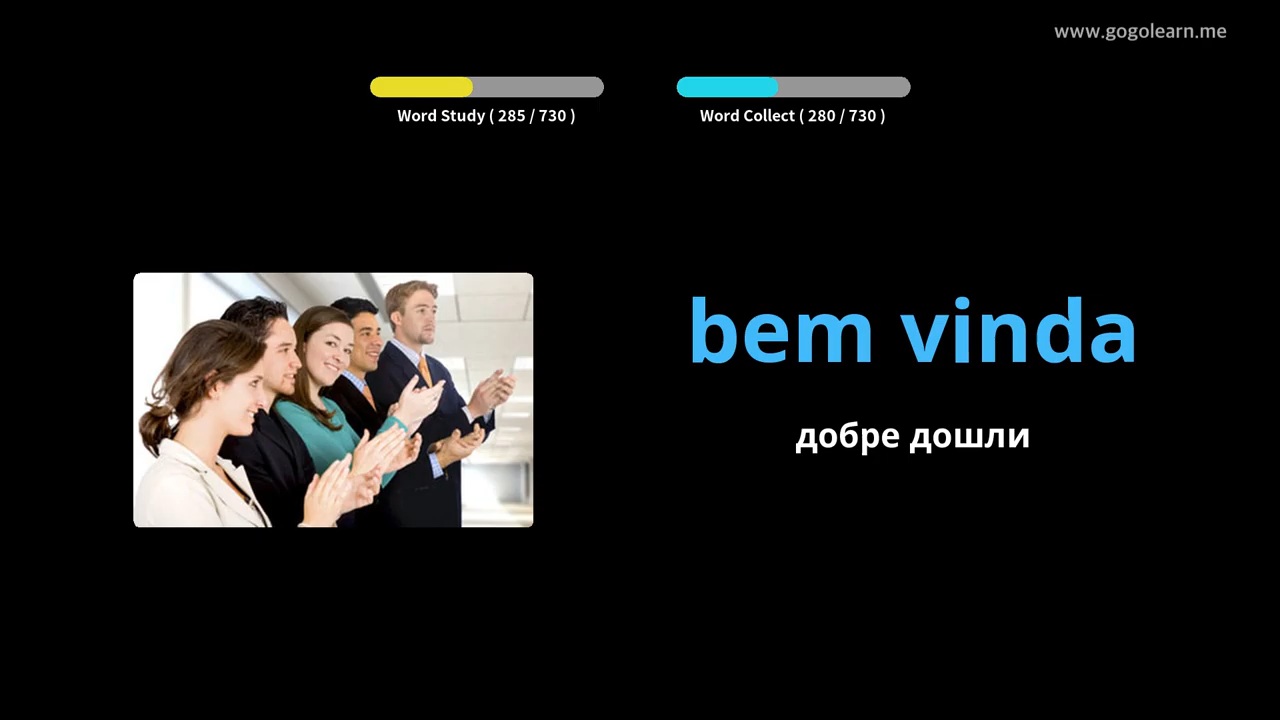 www.gogolearn.me
Word Study ( 285 / 730 )
Word Collect ( 280 / 730 )
bem vinda
добре дошли